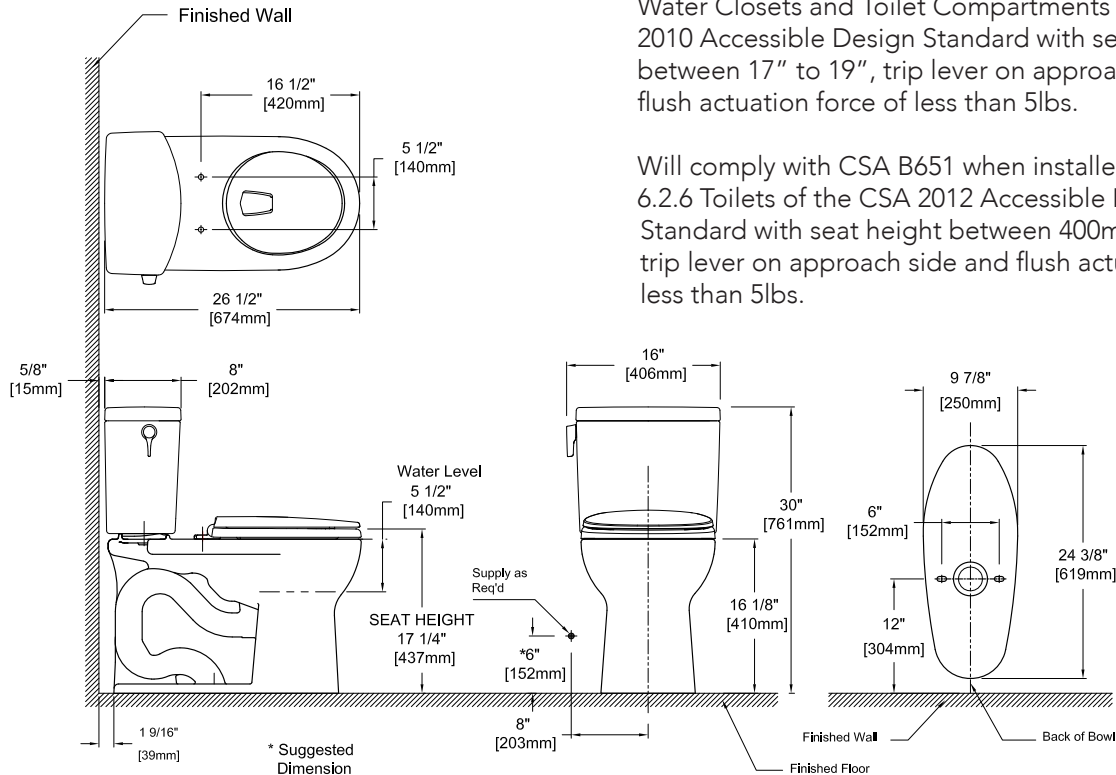 Water Closets and Toilet Compartments
2010 Accessible Design Standard with
between 17” to 19”, trip lever on
flush actuation force of less than 5lbs.
Will comply with CSA B651 when
6.2.6 Toilets of the CSA 2012 Accessible
Standard with seat height between
trip lever on approach side and flush
less than 5lbs.
Finished Wall
16 1/2"
[420mm]
5 1/2"
[140mm]
26 1/2"
[674mm]
5/8"
[15mm]
8"
[202mm]
Water Level
5 1/2"
[140mm]
SEAT HEIGHT
17 1/4"
[437mm]
1 9/16"
[39mm]
* Suggested
Dimension
16"
[406mm]
30"
[761mm]
16 1/8"
[410mm]
Supply as
Req'd
*6"
[152mm]
8"
[203mm]
Finished Floor
9 7/8"
[250mm]
6"
[152mm]
24 3/8"
[619mm]
12"
[304mm]
Finished Wall
Back of Bowl